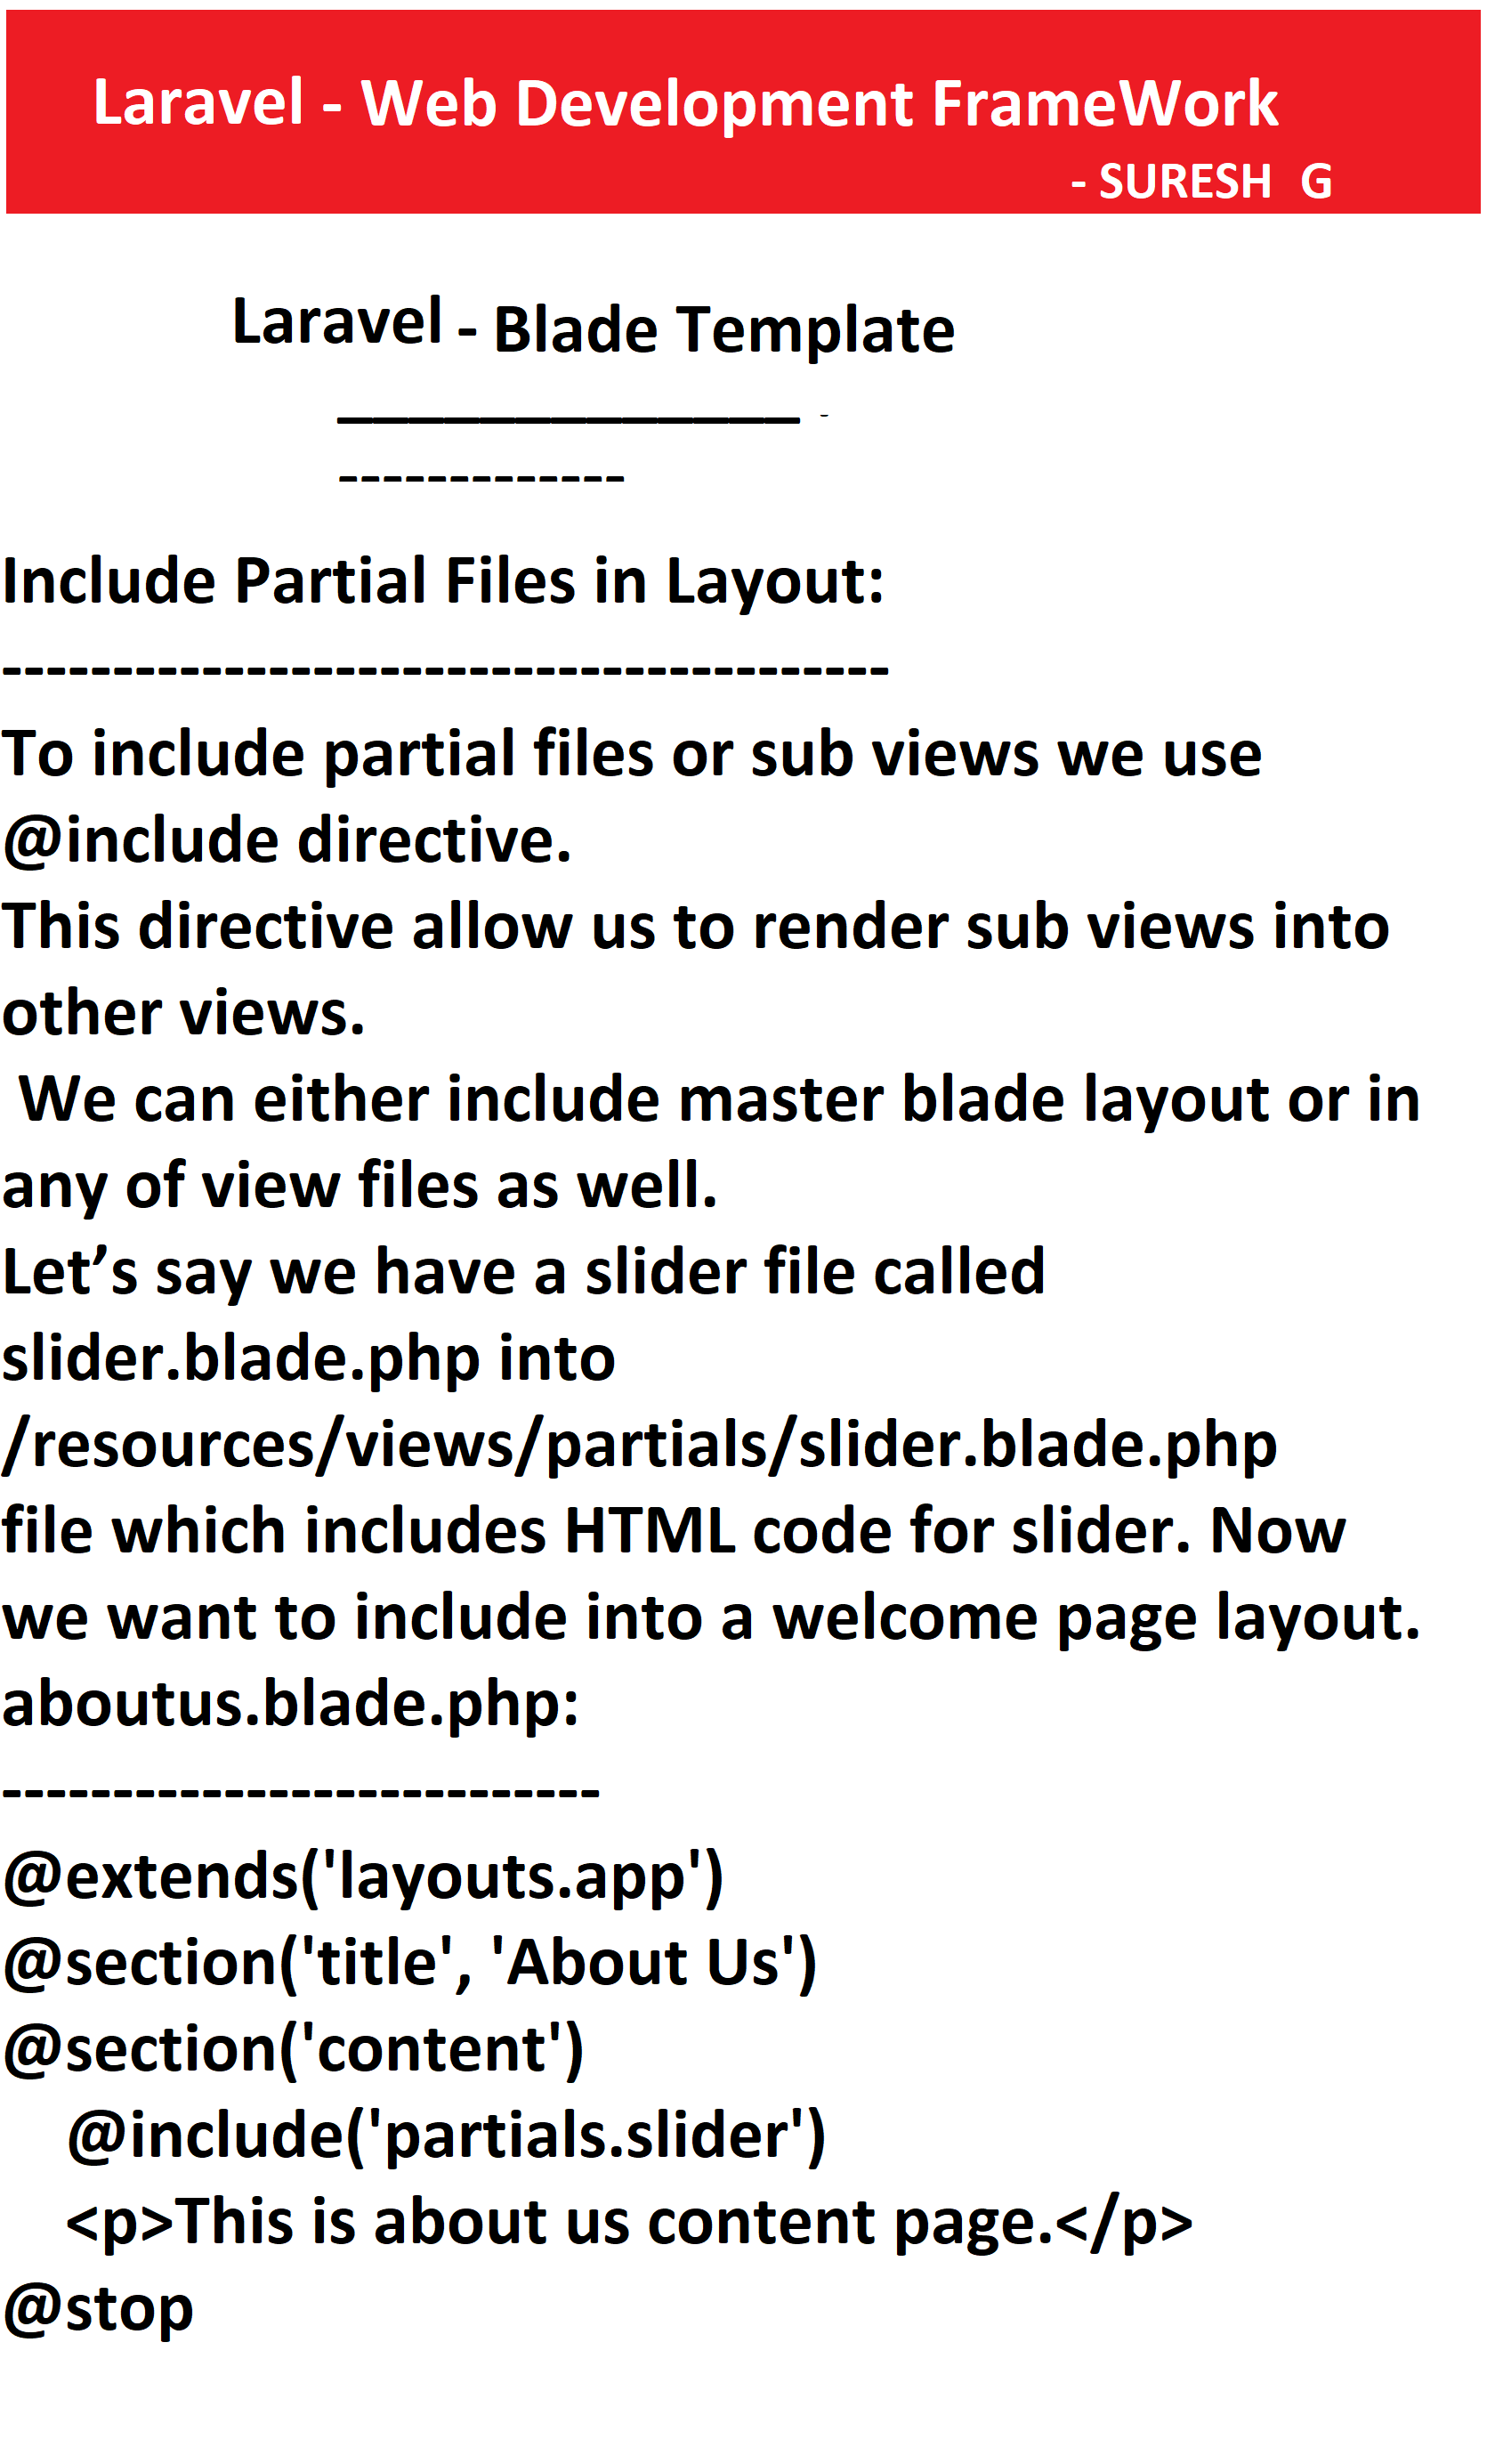 Laravel - Web Development FrameWork
- SURESH  G
Laravel - Blade Template
_____________ -
-------------
Include Partial Files in Layout:
----------------------------------------
To include partial files or sub views we use
@include directive.
This directive allow us to render sub views into
other views.
 We can either include master blade layout or in
any of view files as well.
Let’s say we have a slider file called
slider.blade.php into
/resources/views/partials/slider.blade.php
file which includes HTML code for slider. Now
we want to include into a welcome page layout.
aboutus.blade.php:
---------------------------
@extends('layouts.app')
@section('title', 'About Us')
@section('content')
    @include('partials.slider')
    <p>This is about us content page.</p>
@stop